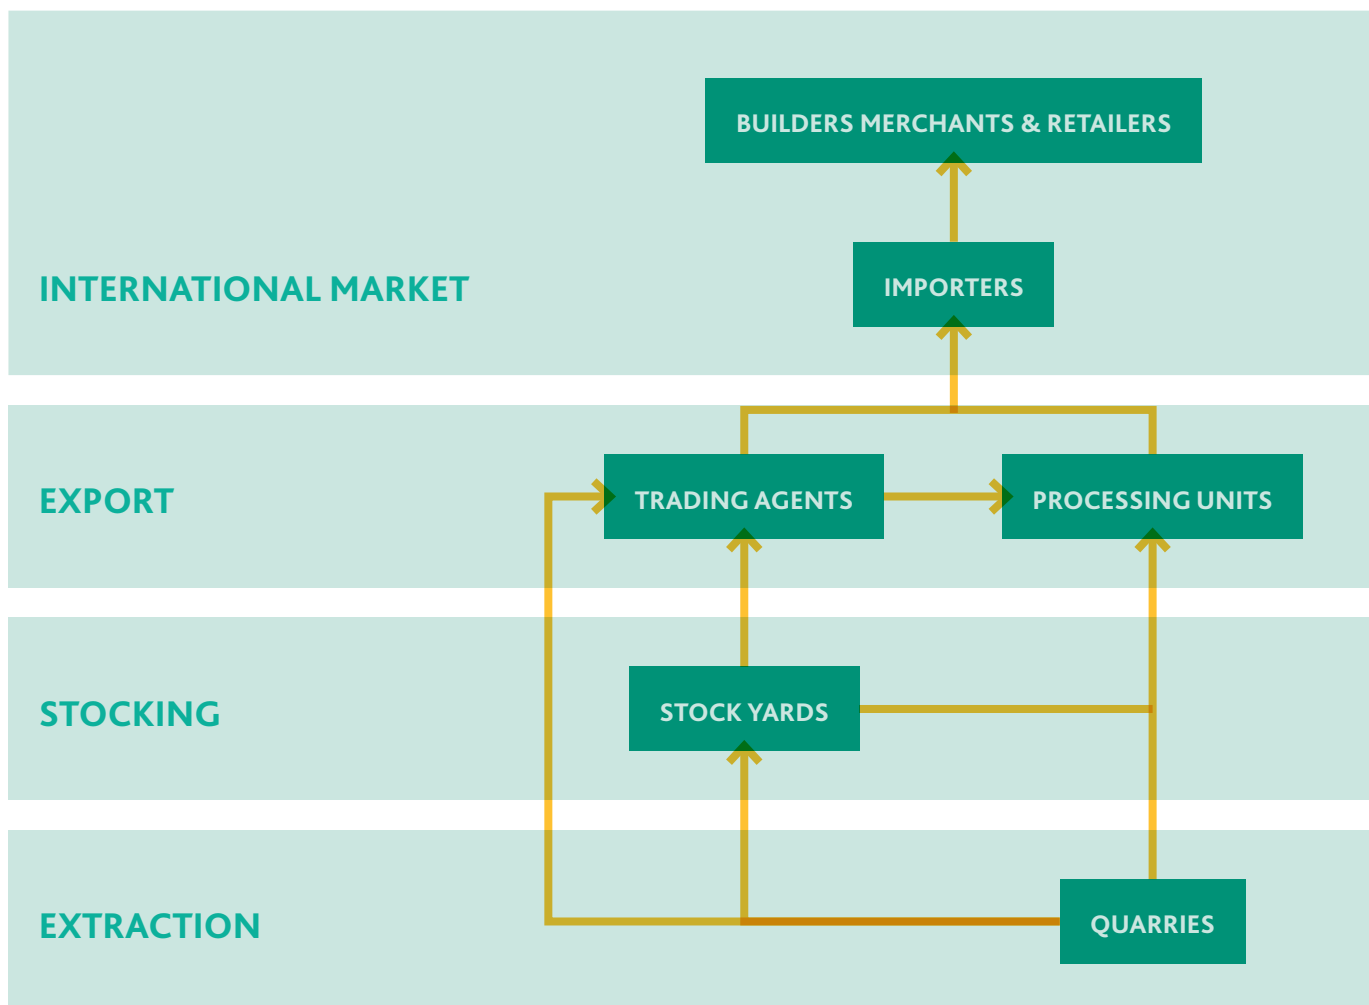 BUILDERS MERCHANTS & RETAILERS
INTERNATIONAL MARKET
IMPORTERS
EXPORT
TRADING AGENTS
PROCESSING UNITS
STOCKING
STOCK YARDS
EXTRACTION
QUARRIES